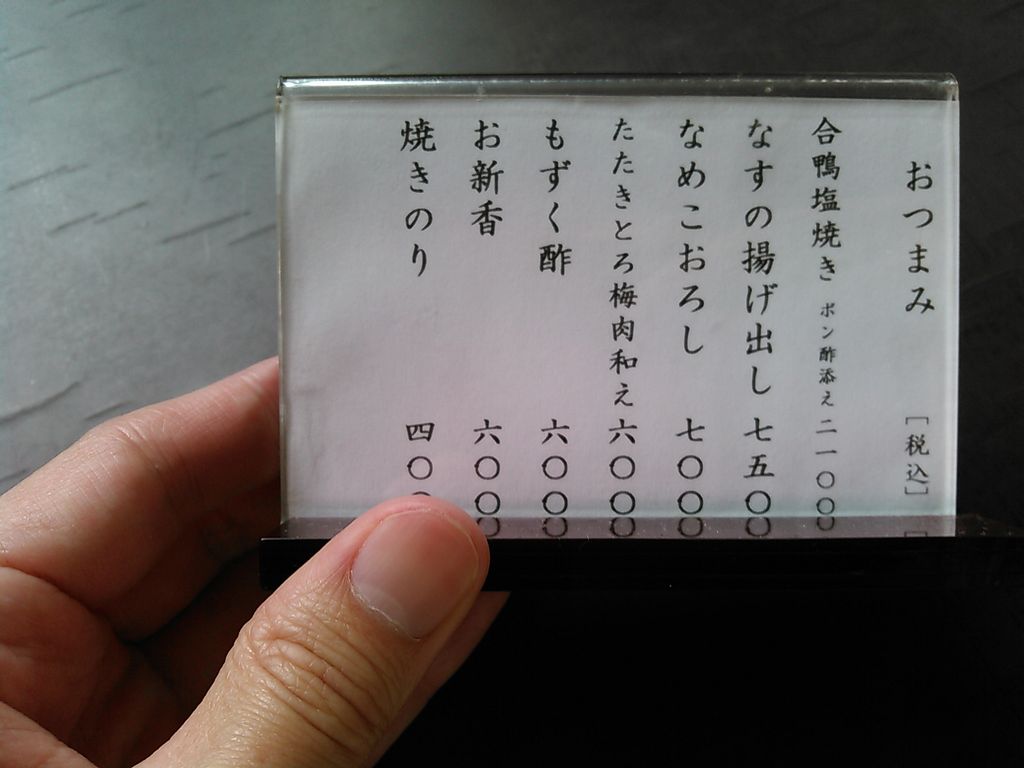 おつまみ [税込]
合鴨塩焼き ポン酢添え 二一〇〇
なすの揚げ出し 七五〇
なめこおろし 七〇〇
たたきとろ梅肉和え 六〇〇
もずく酢 六〇〇
お新香 六〇〇
焼きのり 四〇〇